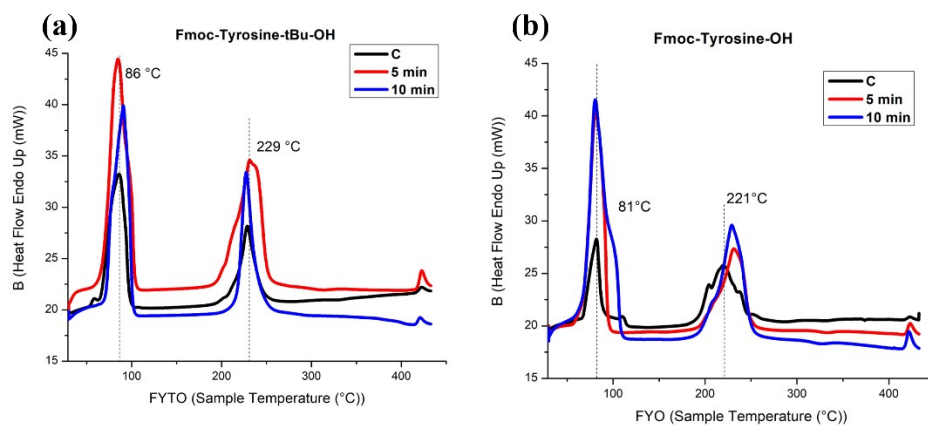 (a)
Fmoc-Tyrosine-tBu-OH
C
5 min
10 min
86 °C
229 °C
B (Heat Flow Endo Up (mW))
45
40
35
30
25
20
15
100
200
300
400
FYTO (Sample Temperature (°C))
(b)
Fmoc-Tyrosine-OH
C
5 min
10 min
81°C
221°C
B (Heat Flow Endo Up (mW))
45
40
35
30
25
20
15
100
200
300
400
FYO (Sample Temperature (°C))